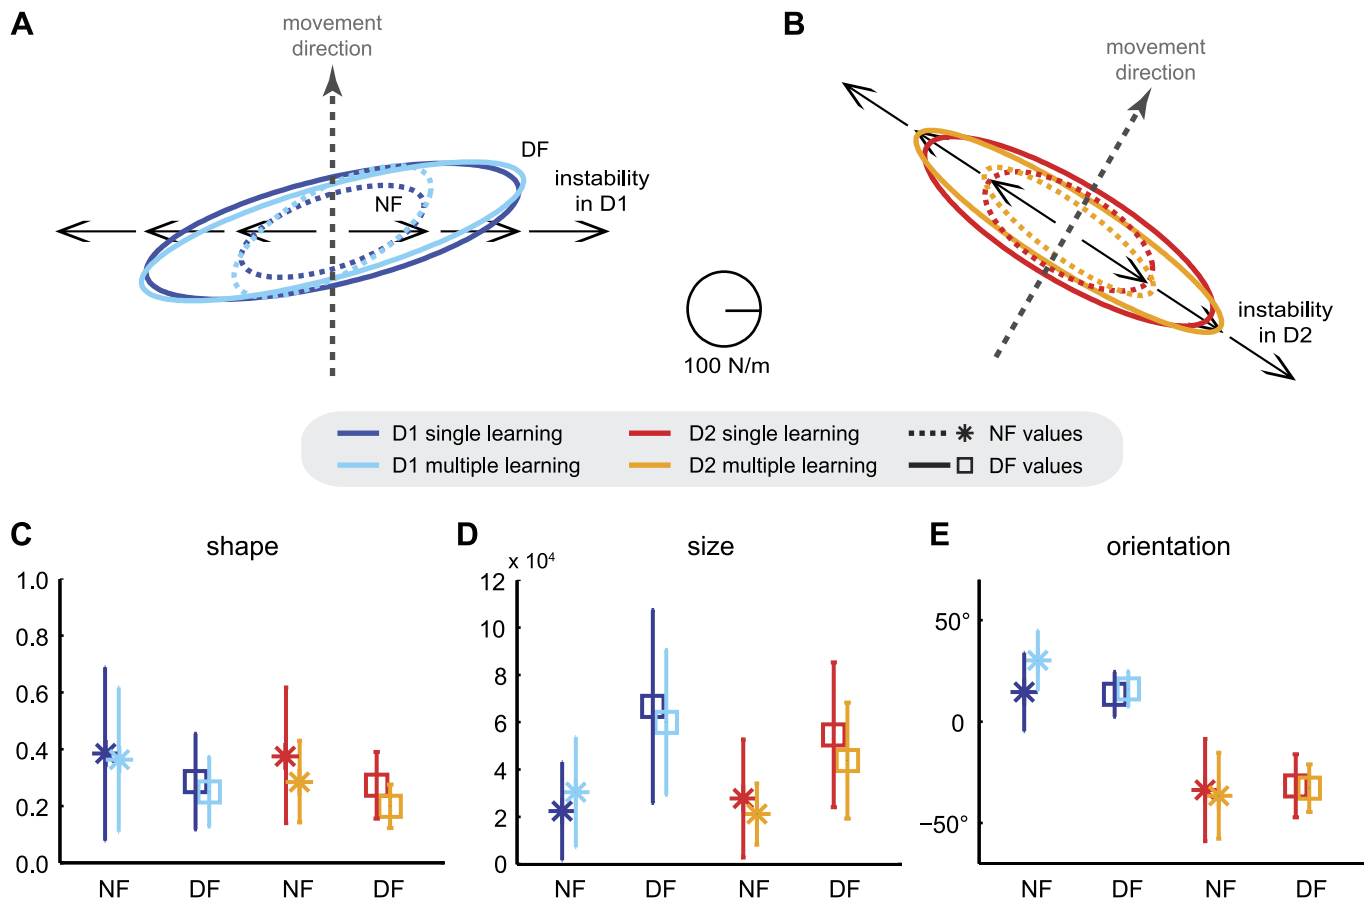 A
movement
direction
DF
instability
in D1
NF
B
movement
direction
instability
in D2
100 N/m
D1 single learning
D2 single learning
NF values
D1 multiple learning
D2 multiple learning
DF values
C
shape
1.0
0.8
0.6
0.4
0.2
0.0
NF
DF
NF
DF
D
size
x 10⁴
12
10
8
6
4
2
0
NF
DF
NF
DF
E
orientation
50°
0
−50°
NF
DF
NF
DF